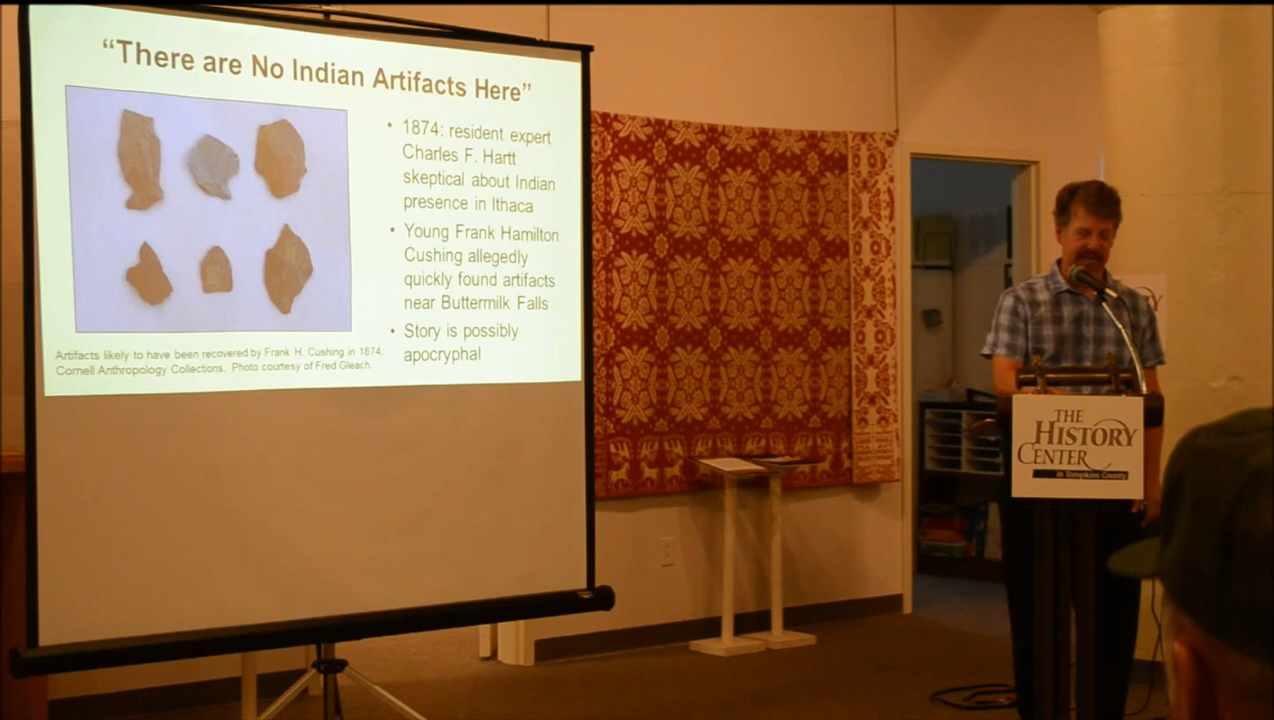 “There are No Indian Artifacts Here”
• 1874: resident expert
Charles F. Hartt
skeptical about Indian
presence in Ithaca
• Young Frank Hamilton
Cushing allegedly
quickly found artifacts
near Buttermilk Falls
• Story is possibly
apocryphal
Artifacts likely to have been recovered by Frank H. Cushing in 1874.
Cornell Anthropology Collections. Photo courtesy of Fred Gleach.
THE
HISTORY
CENTER
in Tompkins County